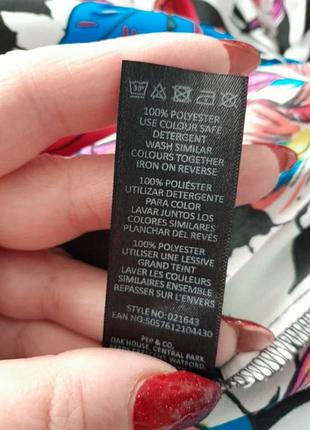 30°
100% POLYESTER
USE COLOUR SAFE
DETERGENT
WASH SIMILAR
COLOURS TOGETHER
IRON ON REVERSE
100% POLIÉSTER
UTILIZAR DETERGENTE
PARA COLOR
LAVAR JUNTOS LOS
COLORES SIMILARES
PLANCHAR DEL REVÉS
100% POLYESTER
UTILISER UNE LESSIVE
GRAND TEINT
LAVER LES COULEURS
SIMILAIRES ENSEMBLE
REPASSER SUR L'ENVERS
STYLE NO: 021643
EAN NO:5057612104430
PEP & CO.
OAK HOUSE, CENTRAL PARK,
CRESCENT, WATFORD,